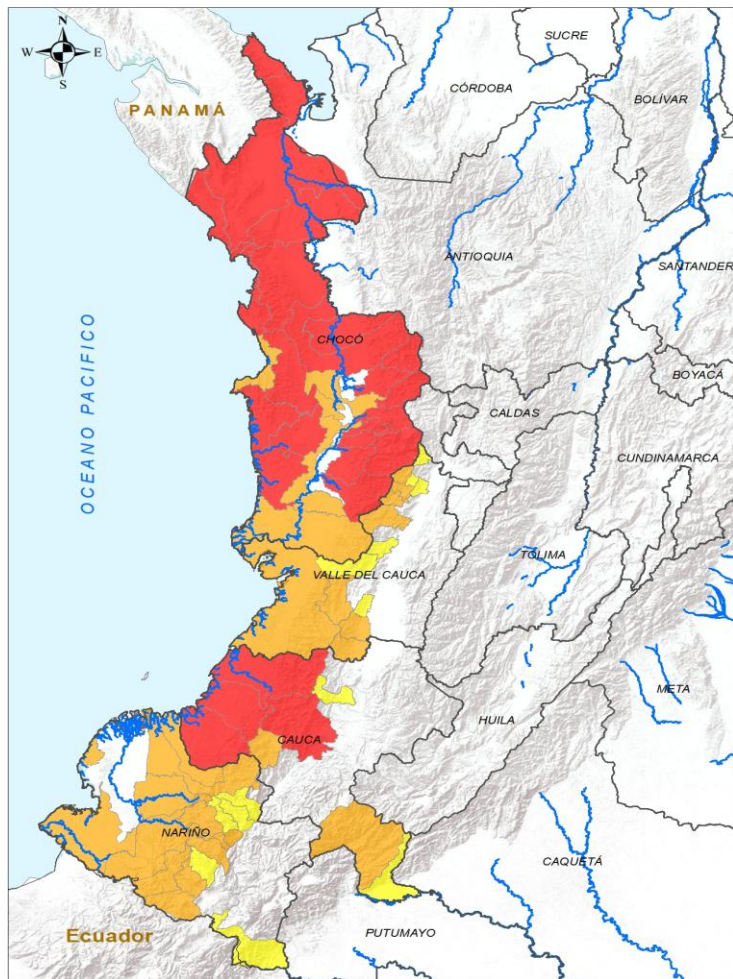 N
W E
S
PANAMÁ
SUCRE
CÓRDOBA
BOLÍVAR
ANTIOQUIA
SANTANDER
CHOCÓ
BOYACÁ
CALDAS
OCEANO PACIFICO
CUNDINAMARCA
TOLIMA
VALLE DEL CAUCA
META
HUILA
CAUCA
NARIÑO
CAQUETÁ
PUTUMAYO
Ecuador